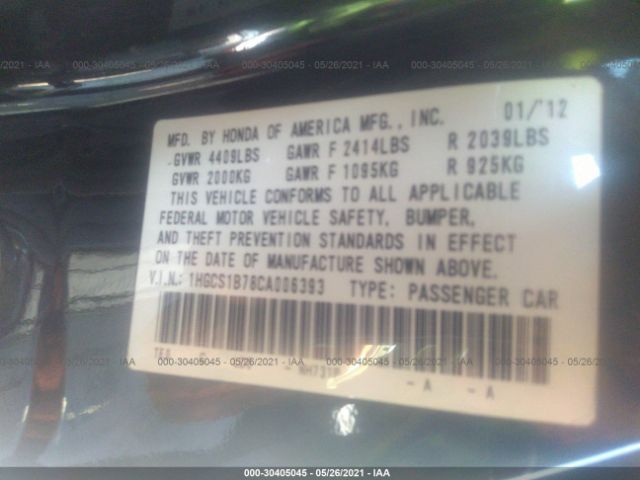 MFD. BY HONDA OF AMERICA MFG., INC. 01/'12
GVWR 4409LBS GAWR F 2414LBS R 2039LBS
GVWR 2000KG GAWR F 1095KG R 925KG
THIS VEHICLE CONFORMS TO ALL APPLICABLE
FEDERAL MOTOR VEHICLE SAFETY, BUMPER,
AND THEFT PREVENTION STANDARDS IN EFFECT
ON THE DATE OF MANUFACTURE SHOWN ABOVE.
V.I.N.: 1HGCS1B78CA006393 TYPE: PASSENGER CAR
- A - A
000-30405045 - 05/26/2021 - IAA